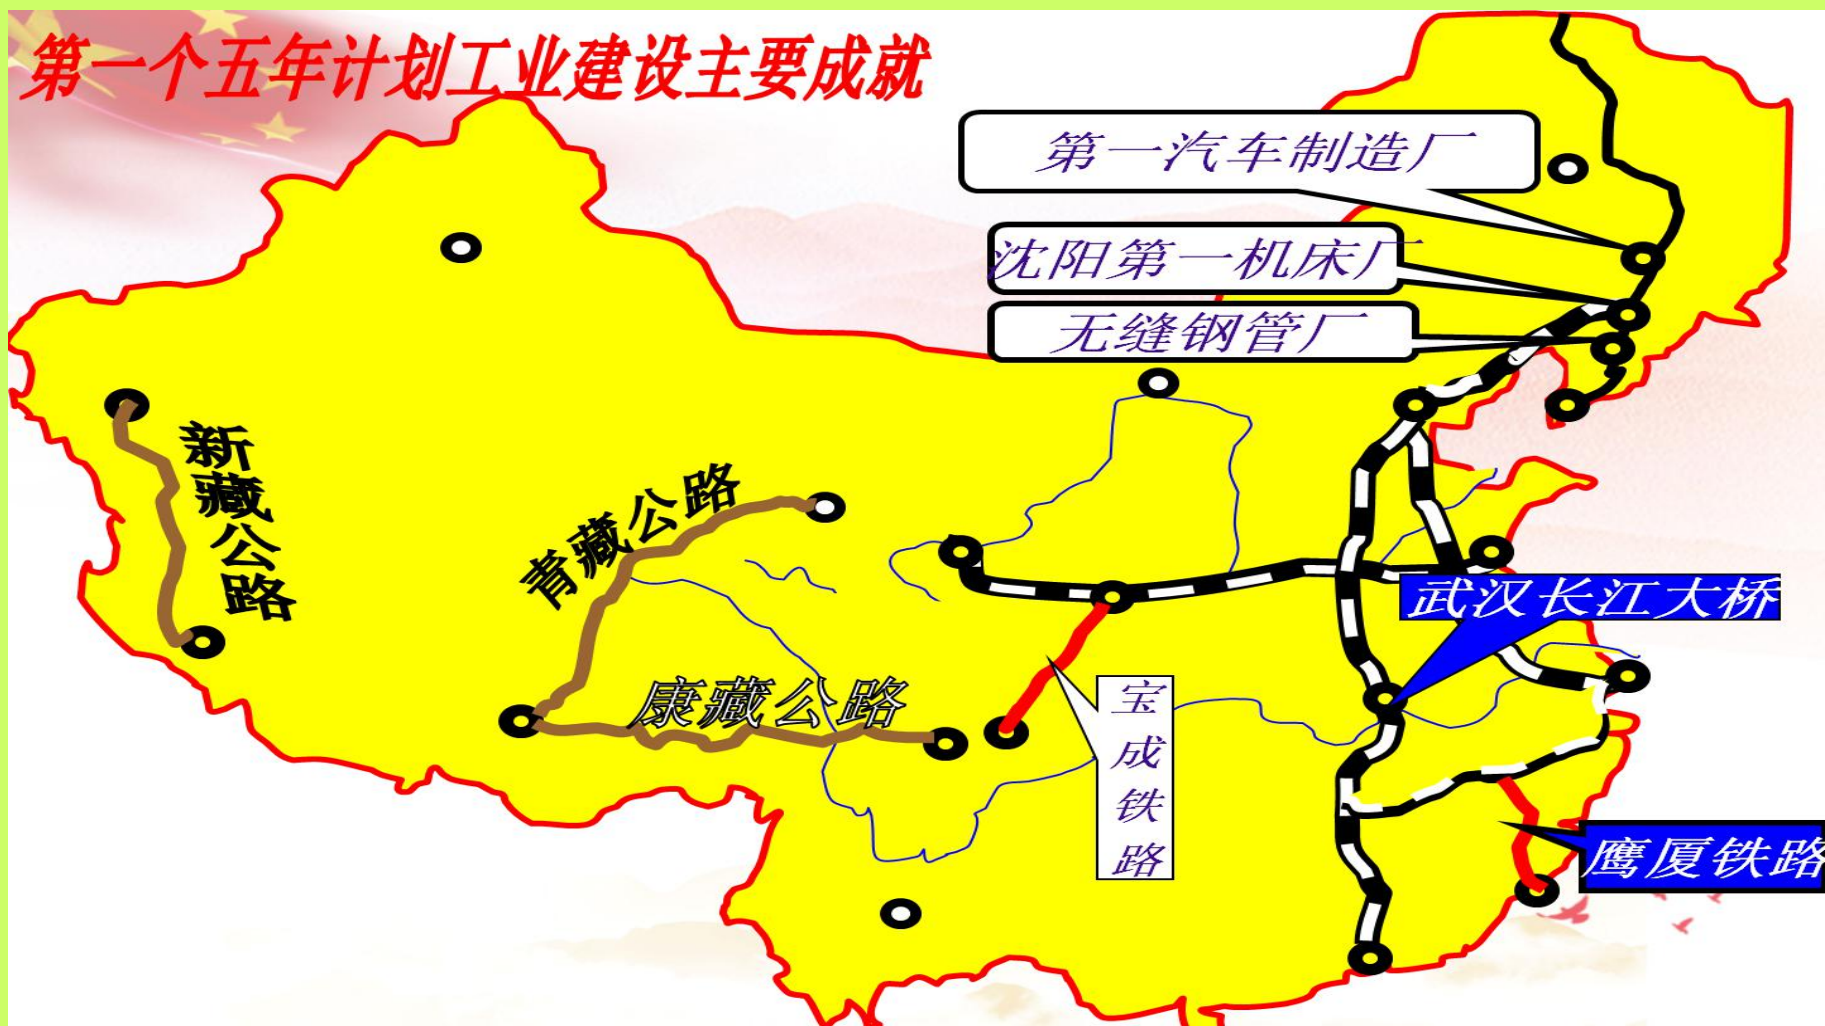 第一个五年计划工业建设主要成就
第一汽车制造厂
沈阳第一机床厂
无缝钢管厂
新藏公路
青藏公路
康藏公路
武汉长江大桥
宝成铁路
鹰厦铁路